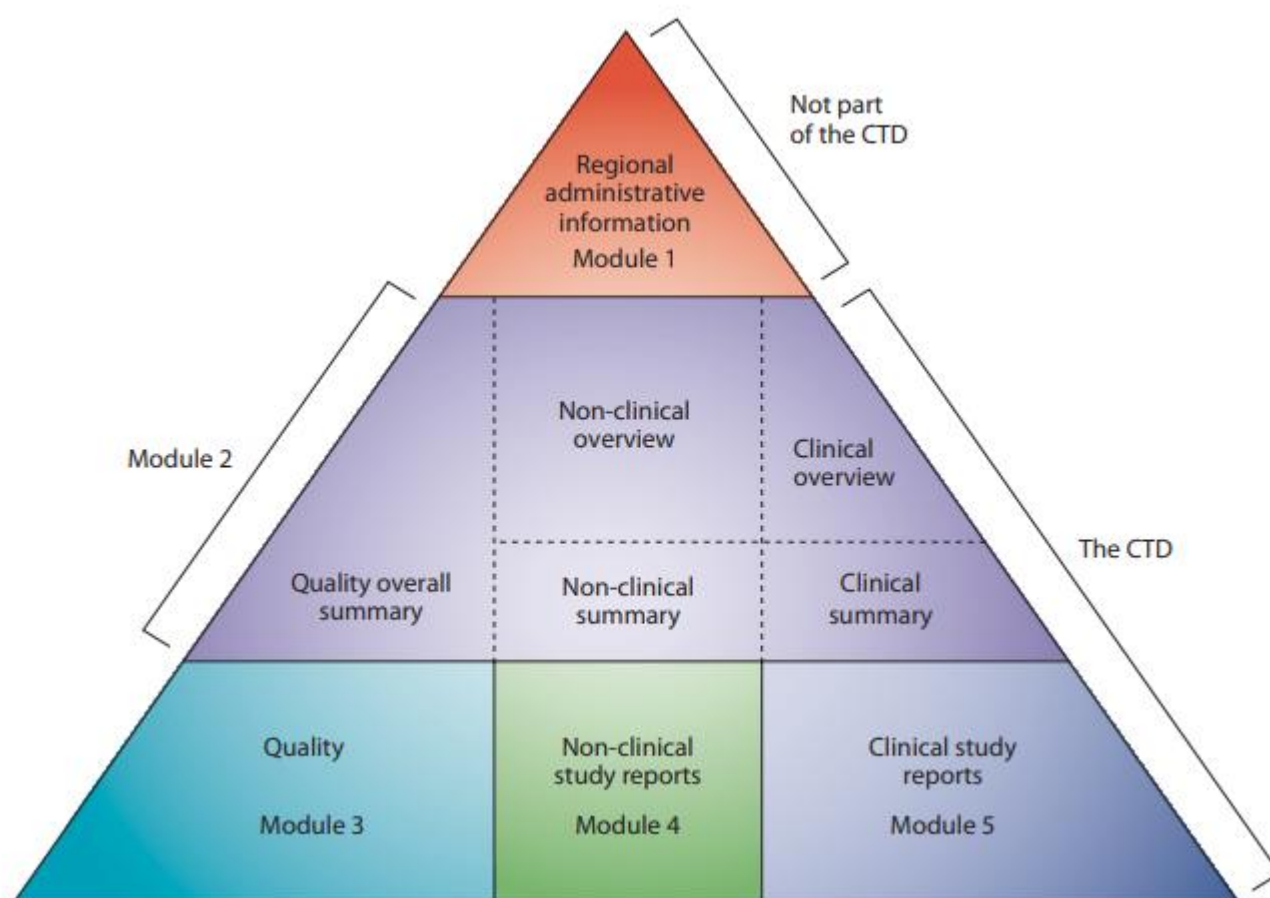 Not part
of the CTD
Regional
administrative
information
Module 1
Module 2
Non-clinical
overview
Clinical
overview
The CTD
Quality overall
summary
Non-clinical
summary
Clinical
summary
Quality
Module 3
Non-clinical
study reports
Module 4
Clinical study
reports
Module 5